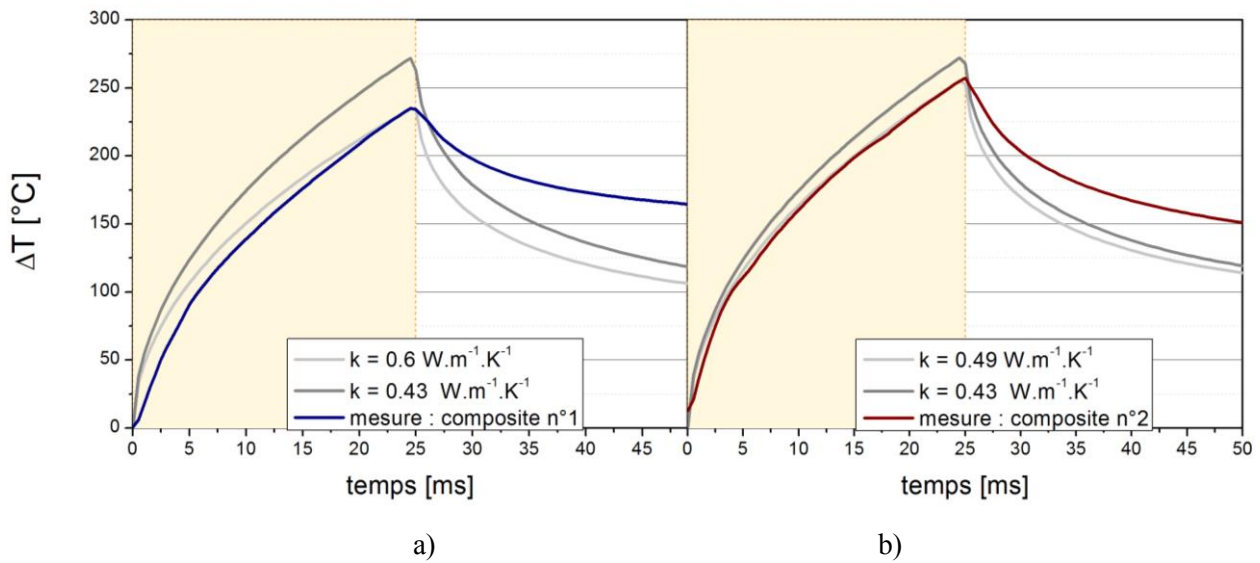 300
250
200
150
100
50
0
ΔT [°C]
k = 0.6 W.m⁻¹.K⁻¹
k = 0.43 W.m⁻¹.K⁻¹
mesure : composite n°1
0 5 10 15 20 25 30 35 40 45
temps [ms]
a)
k = 0.49 W.m⁻¹.K⁻¹
k = 0.43 W.m⁻¹.K⁻¹
mesure : composite n°2
0 5 10 15 20 25 30 35 40 45 50
temps [ms]
b)